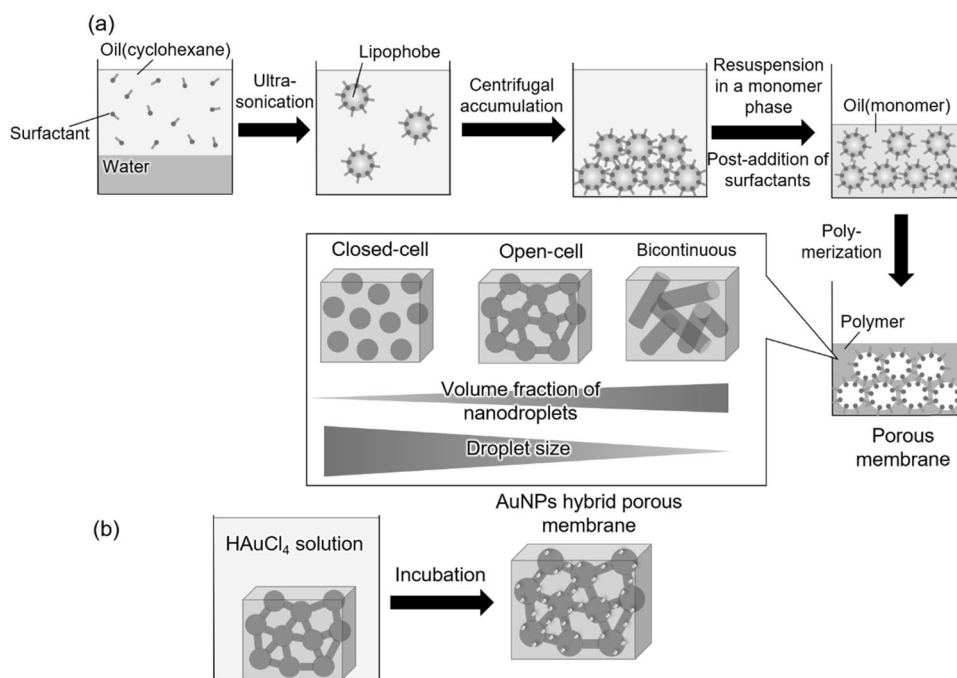 (a)
Oil(cyclohexane)
Surfactant
Water
Ultra-
sonication
Lipophobe
Centrifugal
accumulation
Resuspension
in a monomer
phase
Post-addition of
surfactants
Oil(monomer)
Poly-
merization
Closed-cell
Open-cell
Bicontinuous
Volume fraction of
nanodroplets
Droplet size
Polymer
Porous
membrane
(b)
HAuCl₄ solution
Incubation
AuNPs hybrid porous
membrane